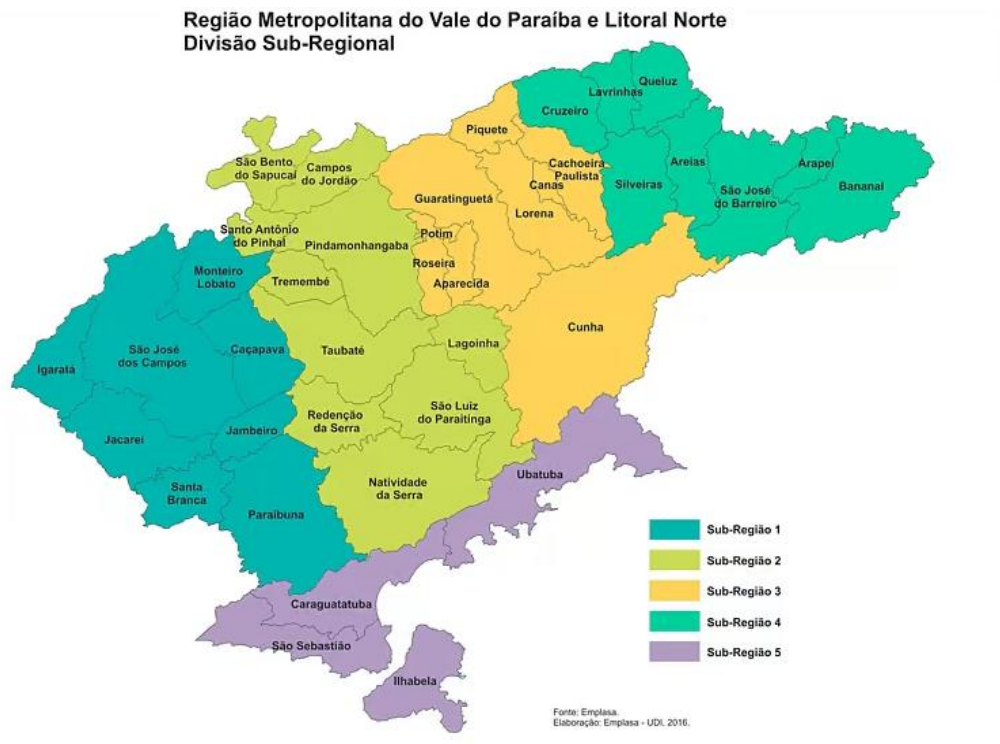 Região Metropolitana do Vale do Paraíba e Litoral Norte
Divisão Sub-Regional
Queluz
Lavrinhas
Cruzeiro
Piquete
São Bento
do Sapucaí
Campos
do Jordão
Cachoeira
Paulista
Canas
Silveiras
Areias
Arapeí
São José
do Barreiro
Bananal
Guaratinguetá
Lorena
Santo Antônio
do Pinhal
Pindamonhangaba
Potim
Roseira
Aparecida
Monteiro
Lobato
Tremembé
Cunha
São José
dos Campos
Caçapava
Taubaté
Lagoinha
Igaratá
Redenção
da Serra
São Luiz
do Paraitinga
Jacareí
Jambeiro
Santa
Branca
Natividade
da Serra
Ubatuba
Paraibuna
Caraguatatuba
São Sebastião
Ilhabela
Sub-Região 1
Sub-Região 2
Sub-Região 3
Sub-Região 4
Sub-Região 5
Fonte: Emplasa.
Elaboração: Emplasa - UDI, 2016.